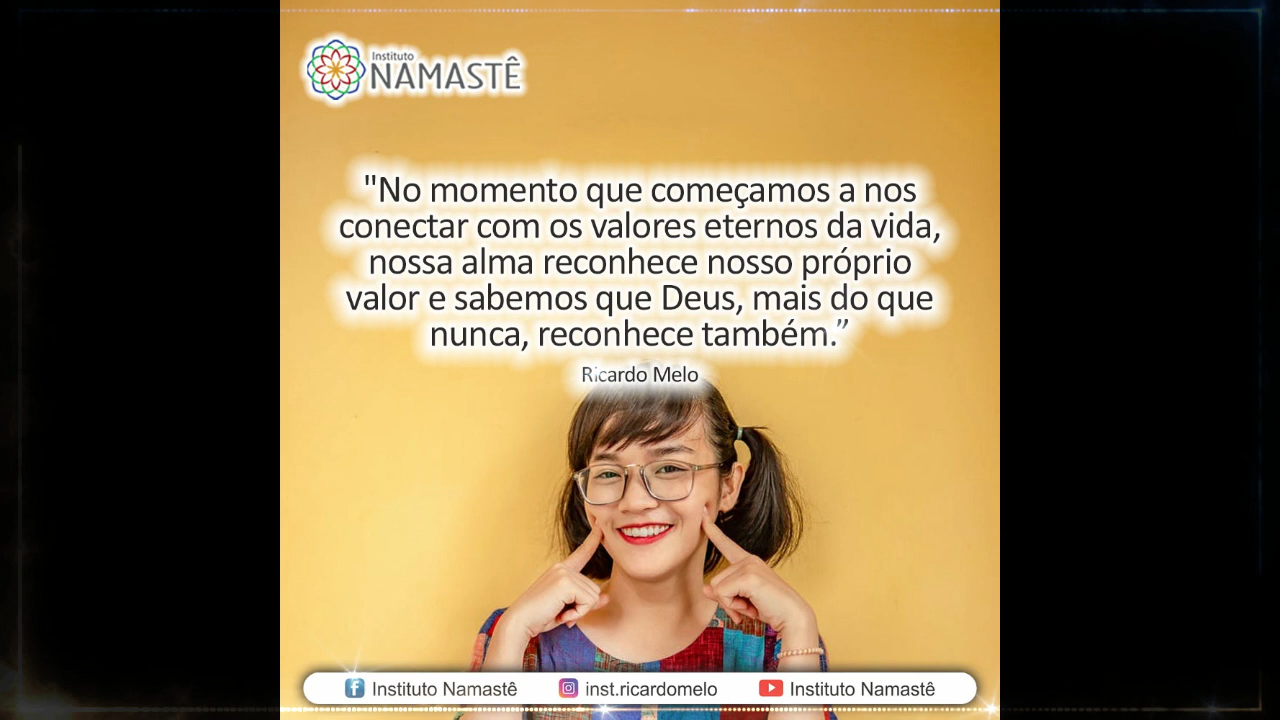 Instituto
NAMASTÊ
"No momento que começamos a nos
conectar com os valores eternos da vida,
nossa alma reconhece nosso próprio
valor e sabemos que Deus, mais do que
nunca, reconhece também.”
Ricardo Melo
Instituto Namastê inst.ricardomelo Instituto Namastê